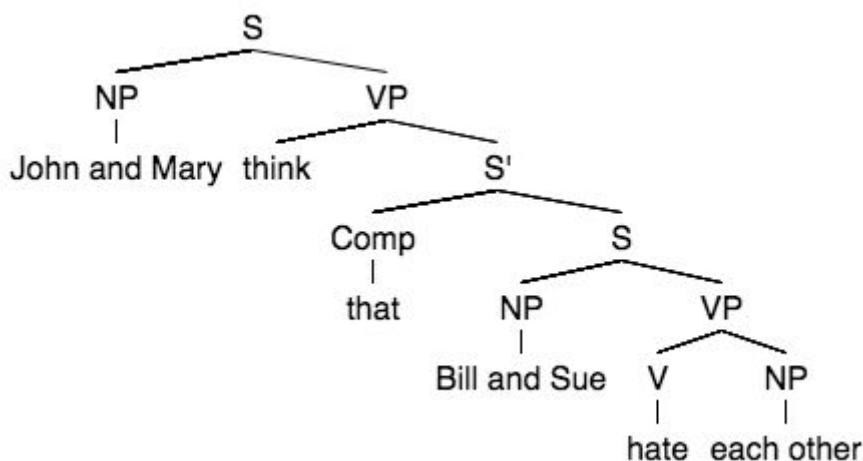 S
NP VP
John and Mary think S'
Comp S
that NP VP
Bill and Sue V NP
hate each other